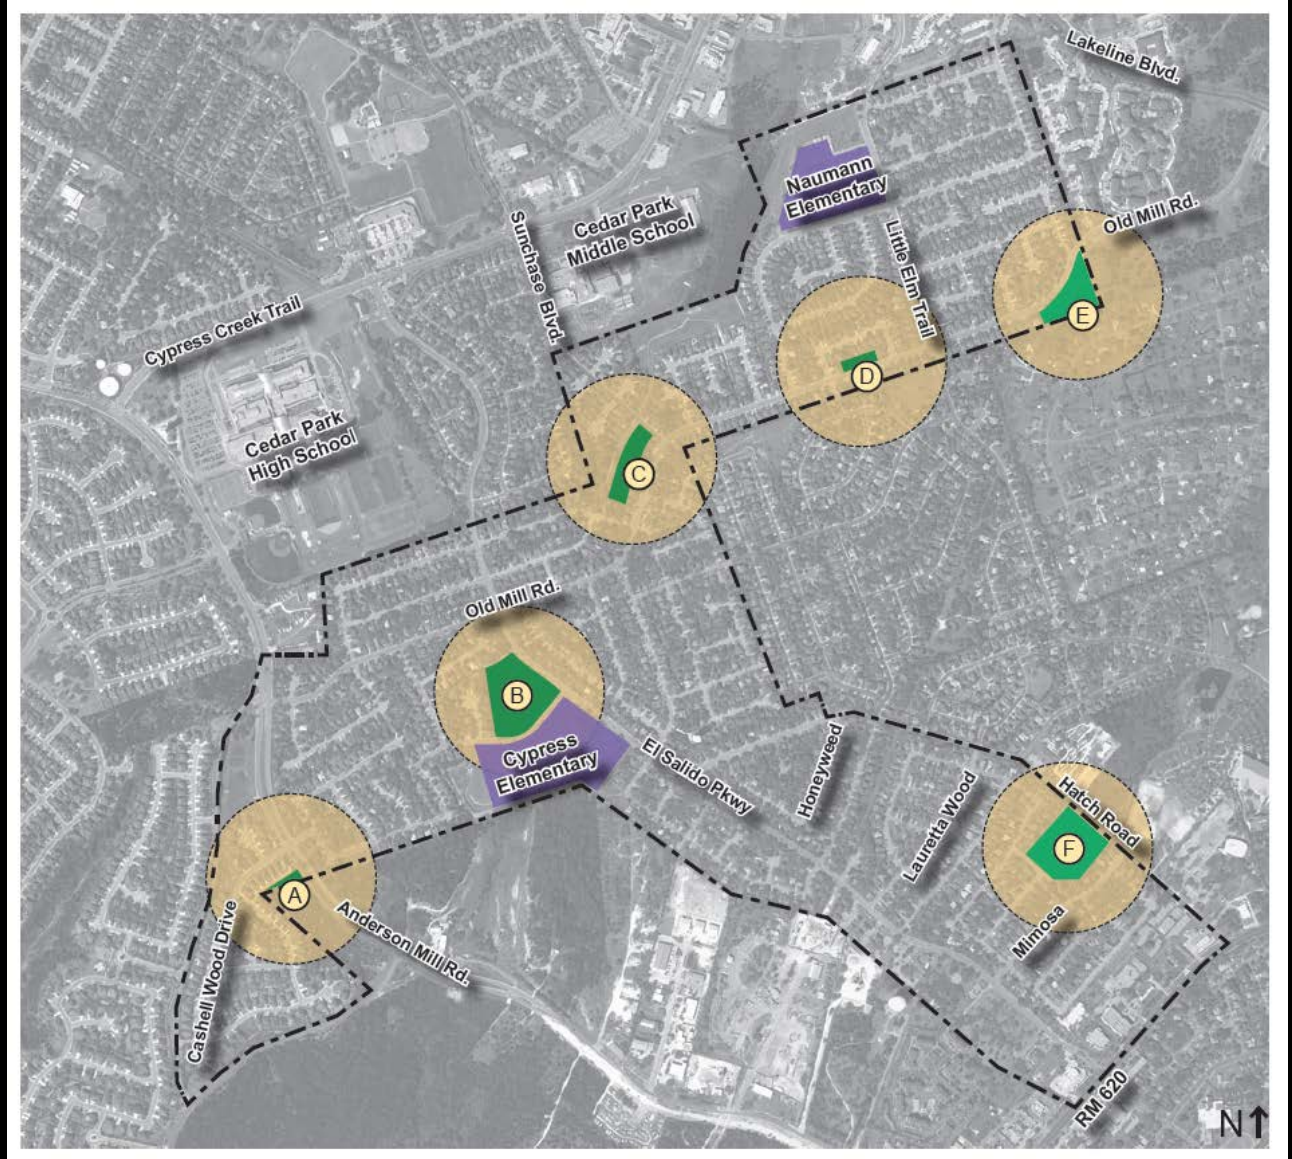 Lakeline Blvd.
Naumann
Elementary
Old Mill Rd.
Cedar Park
Middle School
Sunchase Blvd.
Little Elm Trail
Cypress Creek Trail
E
D
Cedar Park
High School
C
Old Mill Rd.
B
Cypress
Elementary
El Salido Pkwy
Honeyweed
Lauretta Wood
Hatch Road
F
A
Cashell Wood Drive
Anderson Mill Rd.
Mimosa
RM 620
N